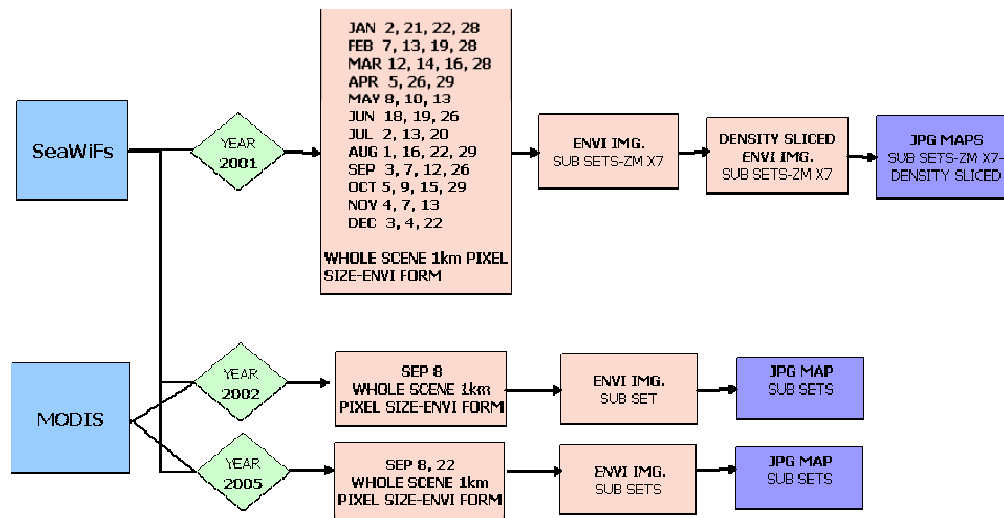 SeaWiFs
YEAR
2001
JAN 2, 21, 22, 28
FEB 7, 13, 19, 28
MAR 12, 14, 16, 28
APR 5, 26, 29
MAY 8, 10, 13
JUN 18, 19, 26
JUL 2, 13, 20
AUG 1, 16, 22, 29
SEP 3, 7, 12, 26
OCT 5, 9, 15, 29
NOV 4, 7, 13
DEC 3, 4, 22
WHOLE SCENE 1km PIXEL
SIZE-ENVI FORM
ENVI IMG.
SUB SETS-ZM X7
DENSITY SLICED
ENVI IMG.
SUB SETS-ZM X7
JPG MAPS
SUB SETS-ZM X7-
DENSITY SLICED
MODIS
YEAR
2002
SEP 8
WHOLE SCENE 1km
PIXEL SIZE-ENVI FORM
ENVI IMG.
SUB SET
JPG MAP
SUB SETS
YEAR
2005
SEP 8, 22
WHOLE SCENE 1km
PIXEL SIZE-ENVI FORM
ENVI IMG.
SUB SETS
JPG MAP
SUB SETS